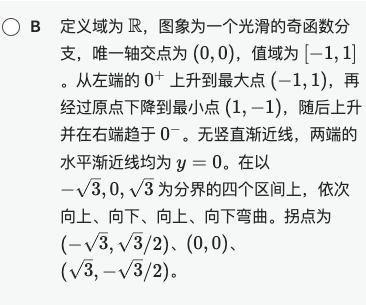 B 定义域为 ℝ，图象为一个光滑的奇函数分
支，唯一轴交点为 (0, 0)，值域为 [−1, 1]
。从左端的 0⁺ 上升到最大点 (−1, 1)，再
经过原点下降到最小点 (1, −1)，随后上升
并在右端趋于 0⁻。无竖直渐近线，两端的
水平渐近线均为 y = 0。在以
−√3, 0, √3 为分界的四个区间上，依次
向上、向下、向上、向下弯曲。拐点为
(−√3, √3/2)、(0, 0)、
(√3, −√3/2)。